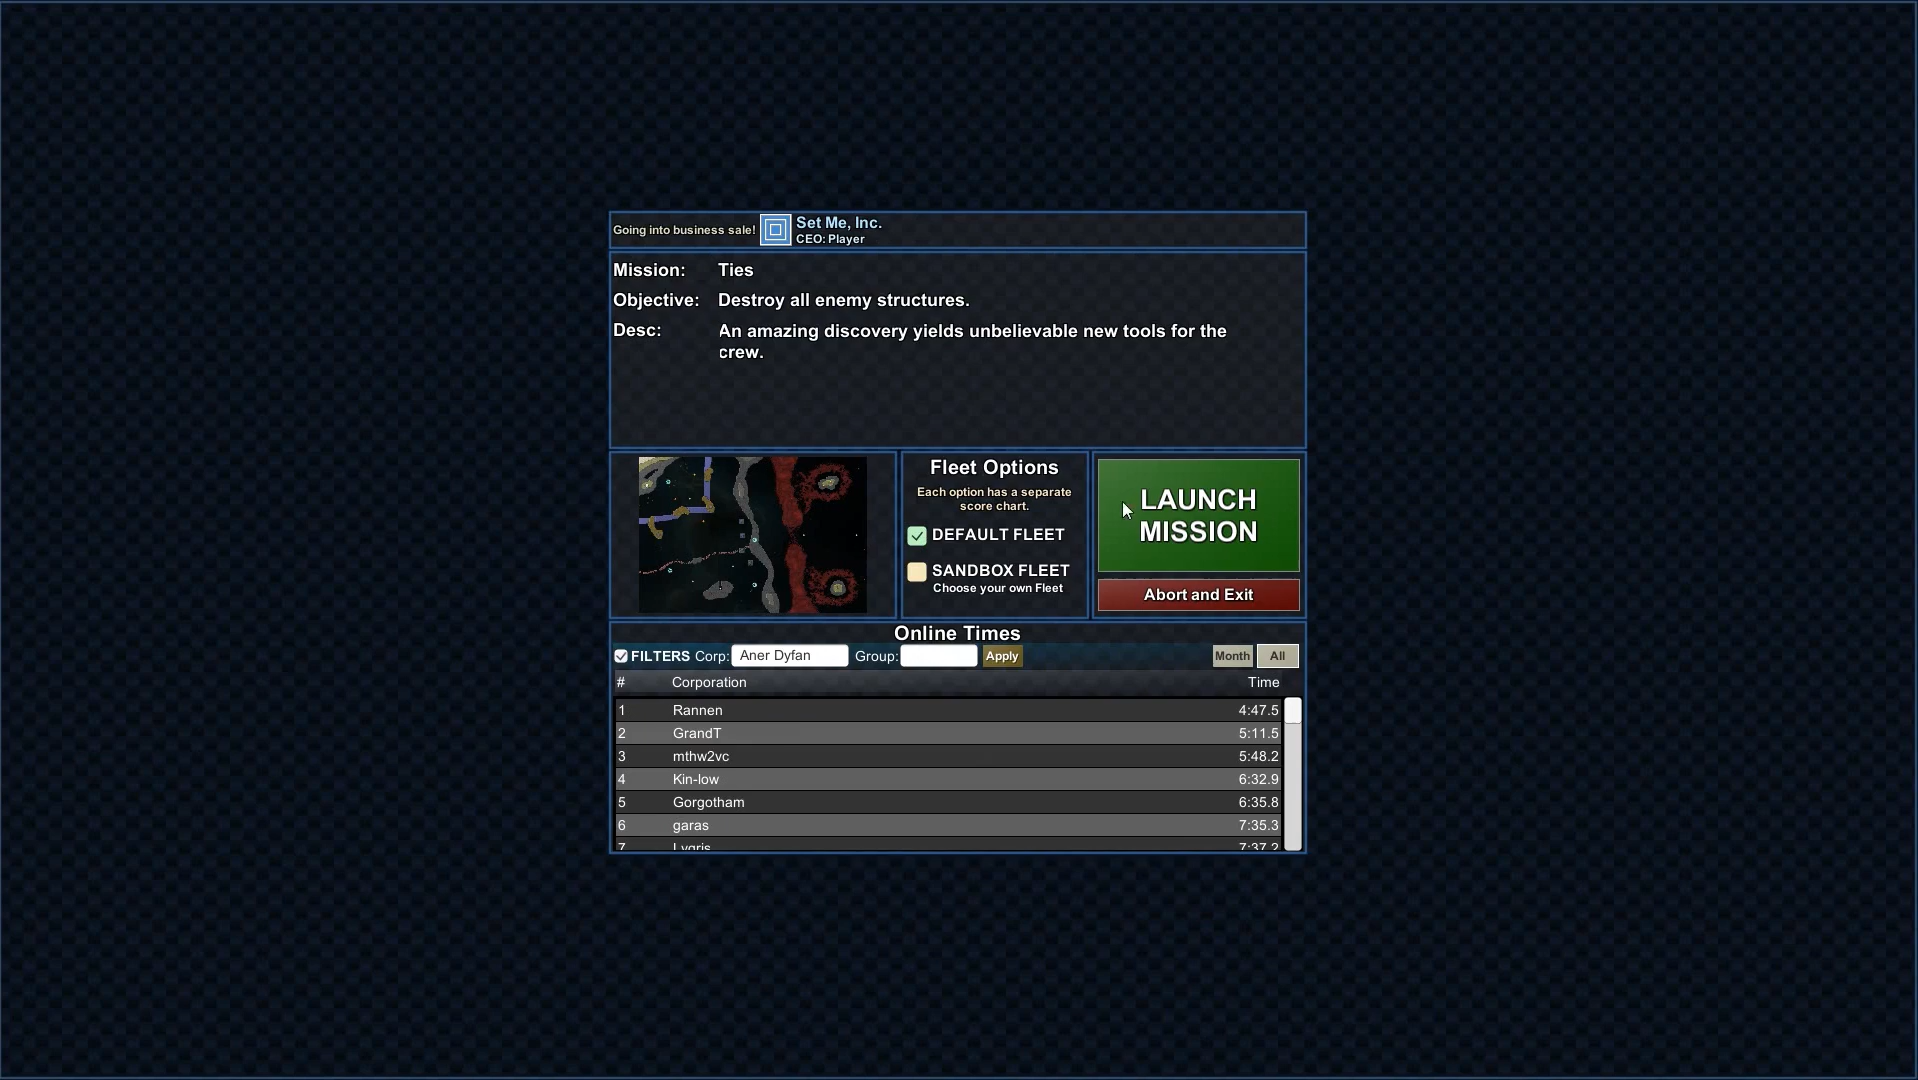 Going into business sale! Set Me, Inc.
CEO: Player
Mission: Ties
Objective: Destroy all enemy structures.
Desc: An amazing discovery yields unbelievable new tools for the
crew.
Fleet Options
Each option has a separate
score chart.
DEFAULT FLEET
SANDBOX FLEET
Choose your own Fleet
LAUNCH
MISSION
Abort and Exit
Online Times
FILTERS Corp: Aner Dyfan Group: Apply Month All
# Corporation Time
1 Rannen 4:47.5
2 GrandT 5:11.5
3 mthw2vc 5:48.2
4 Kin-low 6:32.9
5 Gorgotham 6:35.8
6 garas 7:35.3
7 7:37.2